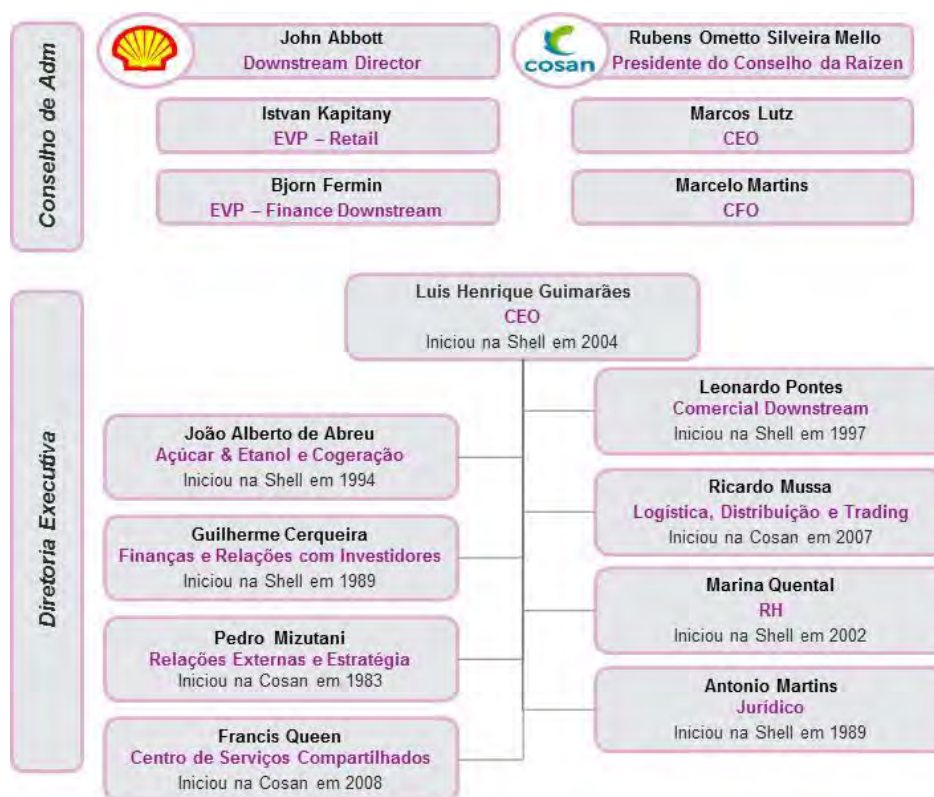 Conselho de Adm
John Abbott
Downstream Director
cosan
Rubens Ometto Silveira Mello
Presidente do Conselho da Raízen
Istvan Kapitany
EVP – Retail
Marcos Lutz
CEO
Bjorn Fermin
EVP – Finance Downstream
Marcelo Martins
CFO
Diretoria Executiva
Luis Henrique Guimarães
CEO
Iniciou na Shell em 2004
Leonardo Pontes
Comercial Downstream
Iniciou na Shell em 1997
João Alberto de Abreu
Açúcar & Etanol e Cogeração
Iniciou na Shell em 1994
Ricardo Mussa
Logística, Distribuição e Trading
Iniciou na Cosan em 2007
Guilherme Cerqueira
Finanças e Relações com Investidores
Iniciou na Shell em 1989
Marina Quental
RH
Iniciou na Shell em 2002
Pedro Mizutani
Relações Externas e Estratégia
Iniciou na Cosan em 1983
Antonio Martins
Jurídico
Iniciou na Shell em 1989
Francis Queen
Centro de Serviços Compartilhados
Iniciou na Cosan em 2008